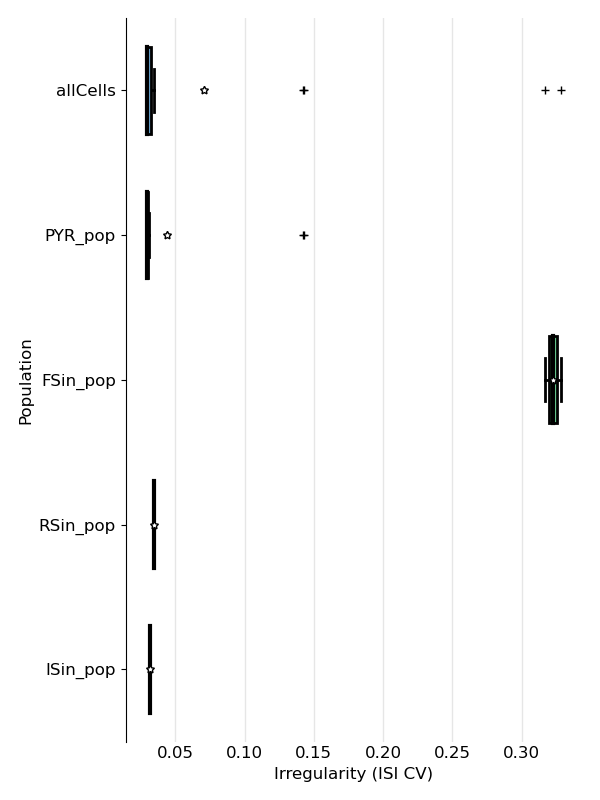 allCells
PYR_pop
FSin_pop
RSin_pop
ISin_pop
Population
0.05 0.10 0.15 0.20 0.25 0.30
Irregularity (ISI CV)